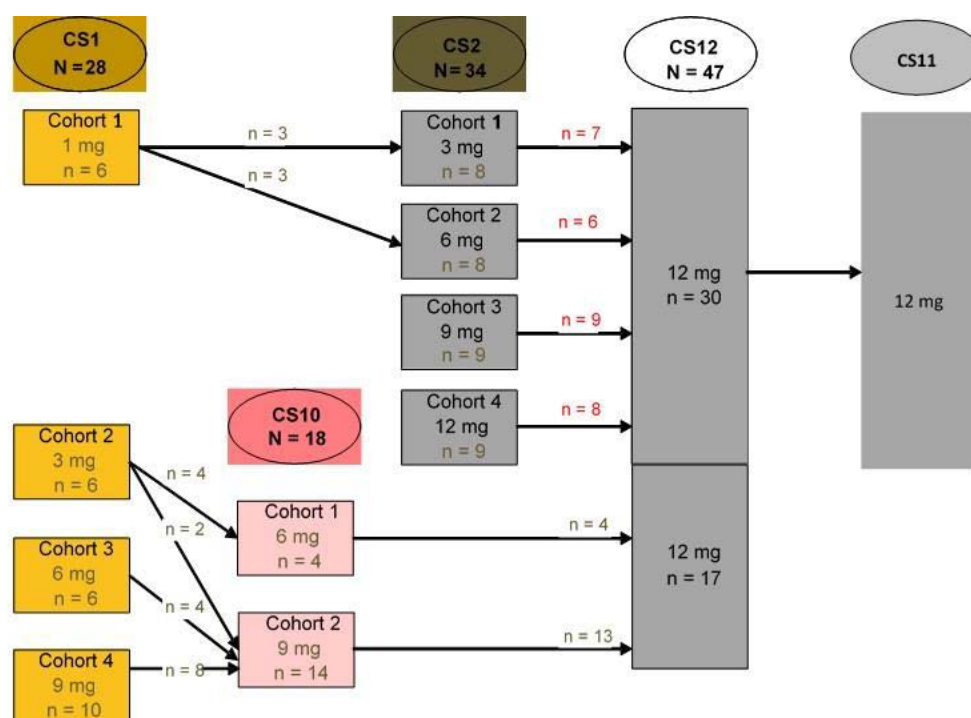 CS1
N =28
CS2
N= 34
CS12
N = 47
CS11
Cohort 1
1 mg
n = 6
n = 3
n = 3
Cohort 1
3 mg
n = 8
n = 7
Cohort 2
6 mg
n = 8
n = 6
12 mg
n = 30
12 mg
Cohort 3
9 mg
n = 9
n = 9
Cohort 4
12 mg
n = 9
n = 8
CS10
N = 18
Cohort 2
3 mg
n = 6
n = 4
n = 2
Cohort 1
6 mg
n = 4
n = 4
12 mg
n = 17
Cohort 3
6 mg
n = 6
n = 4
Cohort 2
9 mg
n = 14
n = 13
Cohort 4
9 mg
n = 10
n = 8